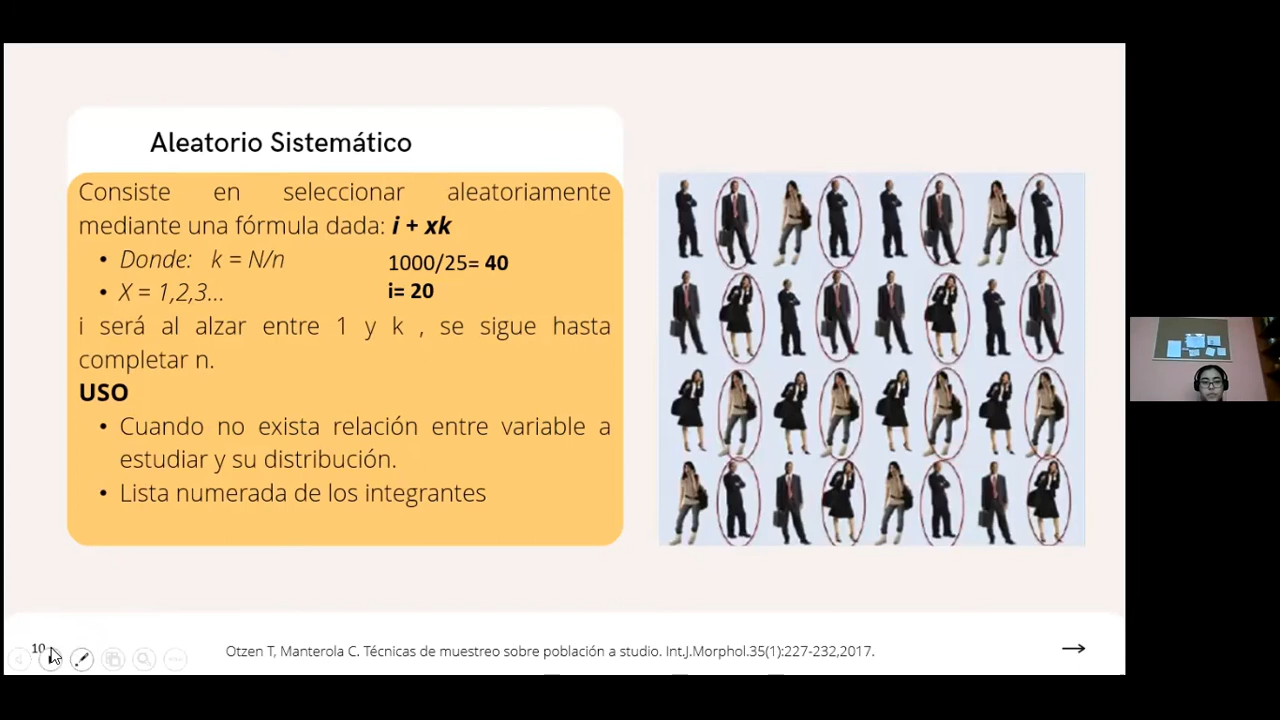 Aleatorio Sistemático
Consiste en seleccionar aleatoriamente
mediante una fórmula dada: i + xk
• Donde: k = N/n
1000/25= 40
• X = 1,2,3...
i= 20
i será al alzar entre 1 y k , se sigue hasta
completar n.
USO
• Cuando no exista relación entre variable a
estudiar y su distribución.
• Lista numerada de los integrantes
10
Otzen T, Manterola C. Técnicas de muestreo sobre población a studio. Int.J.Morphol.35(1):227-232,2017.